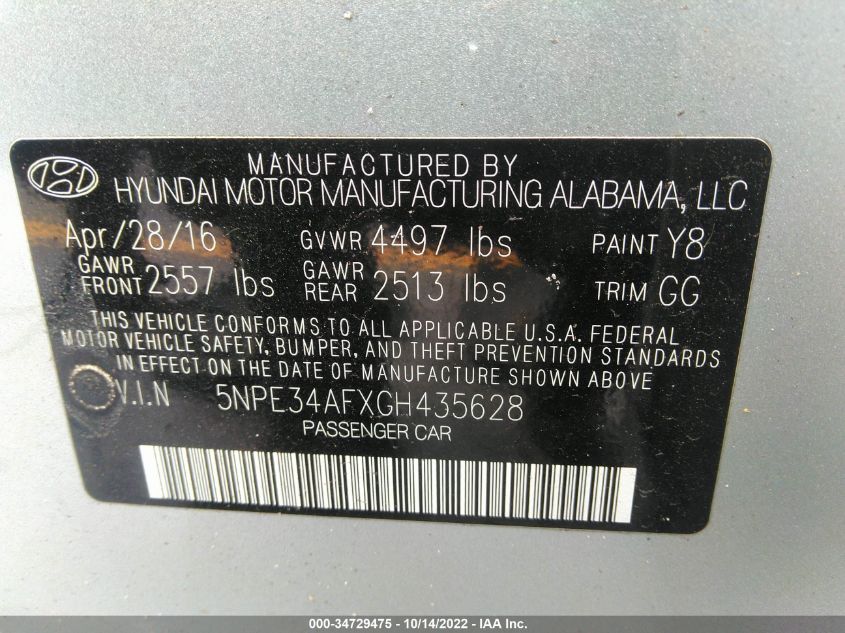 MANUFACTURED BY
HYUNDAI MOTOR MANUFACTURING ALABAMA, LLC
Apr/28/16 GVWR 4497 lbs PAINT Y8
GAWR FRONT 2557 lbs GAWR REAR 2513 lbs TRIM GG
THIS VEHICLE CONFORMS TO ALL APPLICABLE U.S.A. FEDERAL
MOTOR VEHICLE SAFETY, BUMPER, AND THEFT PREVENTION STANDARDS
IN EFFECT ON THE DATE OF MANUFACTURE SHOWN ABOVE
V.I.N 5NPE34AFXGH435628
PASSENGER CAR
000-34729475 - 10/14/2022 - IAA Inc.